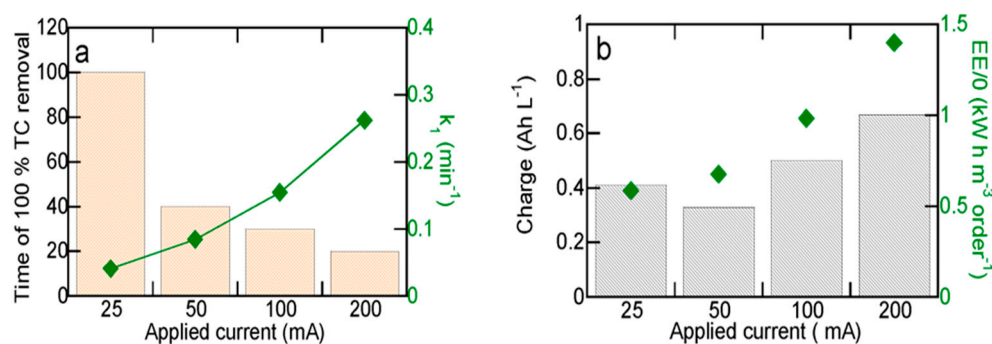 a
Time of 100 % TC removal
120
100
80
60
40
20
0
25 50 100 200
Applied current (mA)
0.4
0.3
0.2
0.1
0
k₁ (min⁻¹)
b
Charge (Ah L⁻¹)
1
0.8
0.6
0.4
0.2
0
25 50 100 200
Applied current ( mA)
1.5
1
0.5
0
EE/0 (kW h m⁻³ order⁻¹)